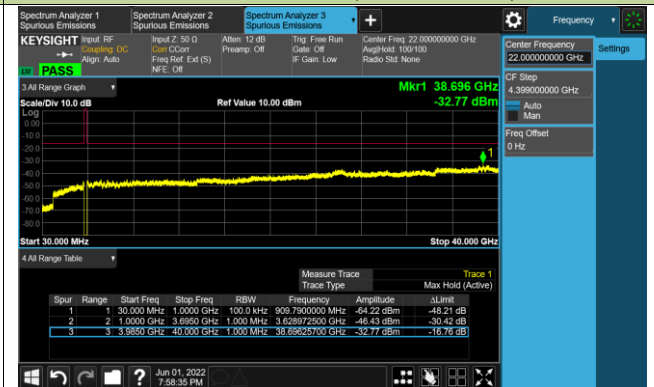 Spectrum Analyzer 1
Spurious Emissions
Spectrum Analyzer 2
Spurious Emissions
Spectrum Analyzer 3
Spurious Emissions
Frequency
KEYSIGHT
Input: RF
Coupling: DC
Align: Auto
Input Z: 50 Ω
Corr CCorr
Freq Ref: Ext (S)
NFE: Off
Atten: 12 dB
Preamp: Off
Trig: Free Run
Gate: Off
IF Gain: Low
Center Freq: 22.000000000 GHz
Avg|Hold: 100/100
Radio Std: None
PASS
Center Frequency
22.000000000 GHz
Settings
CF Step
4.399000000 GHz
Auto
Man
Freq Offset
0 Hz
3 All Range Graph
Mkr1 38.696 GHz
Scale/Div 10.0 dB
Ref Value 10.00 dBm
-32.77 dBm
Log
0.00
-10.0
-20.0
-30.0
-40.0
-50.0
-60.0
-70.0
-80.0
1
Start 30.000 MHz
Stop 40.000 GHz
4 All Range Table
Measure Trace
Trace 1
Trace Type
Max Hold (Active)
Spur Range Start Freq Stop Freq RBW Frequency Amplitude ΔLimit
1 1 30.000 MHz 1.0000 GHz 100.0 kHz 909.7900000 MHz -64.22 dBm -48.21 dB
2 2 1.0000 GHz 3.6950 GHz 1.000 MHz 3.628972500 GHz -46.43 dBm -30.42 dB
3 3 3.9850 GHz 40.000 GHz 1.000 MHz 38.69625700 GHz -32.77 dBm -16.76 dB
Jun 01, 2022
7:58:35 PM